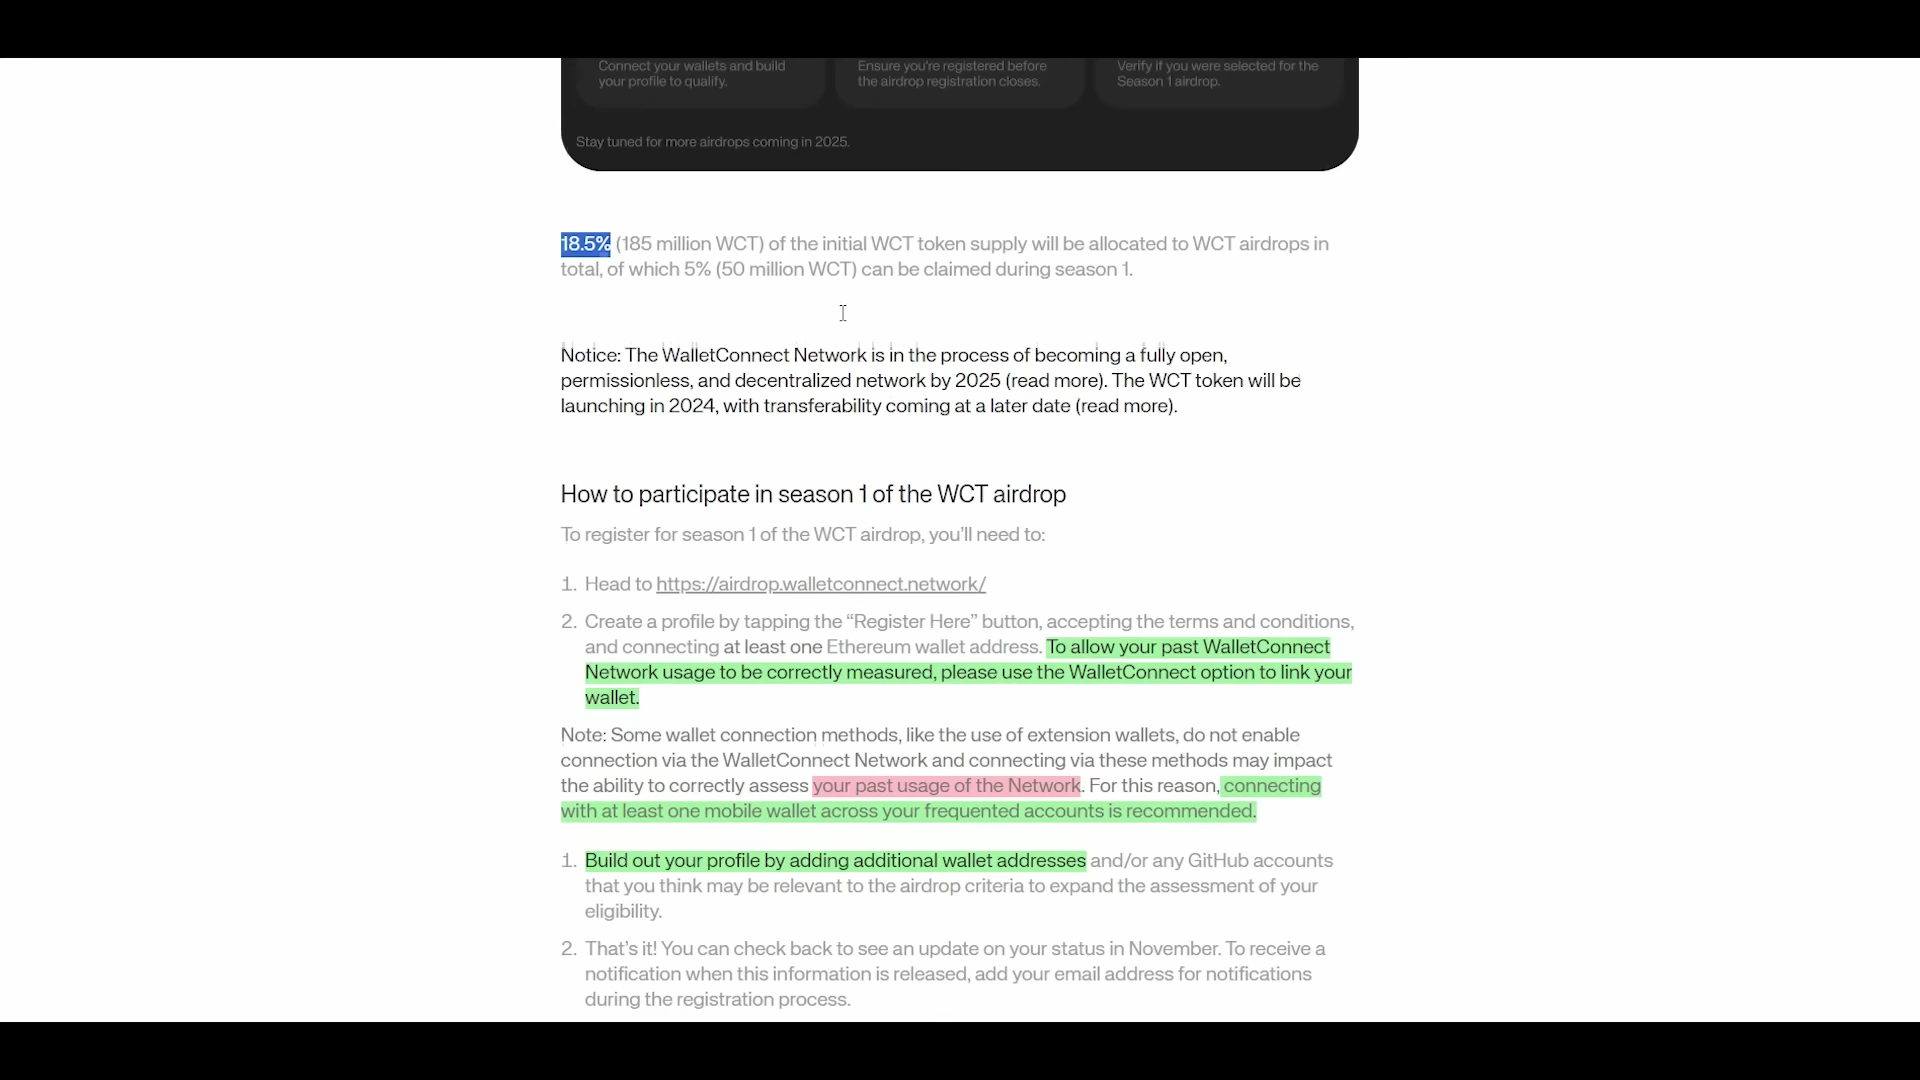 Connect your wallets and build
your profile to qualify.
Ensure you're registered before
the airdrop registration closes.
Verify if you were selected for the
Season 1 airdrop.
Stay tuned for more airdrops coming in 2025.
18.5% (185 million WCT) of the initial WCT token supply will be allocated to WCT airdrops in
total, of which 5% (50 million WCT) can be claimed during season 1.
Notice: The WalletConnect Network is in the process of becoming a fully open,
permissionless, and decentralized network by 2025 (read more). The WCT token will be
launching in 2024, with transferability coming at a later date (read more).
How to participate in season 1 of the WCT airdrop
To register for season 1 of the WCT airdrop, you'll need to:
1. Head to https://airdrop.walletconnect.network/
2. Create a profile by tapping the “Register Here” button, accepting the terms and conditions,
and connecting at least one Ethereum wallet address. To allow your past WalletConnect
Network usage to be correctly measured, please use the WalletConnect option to link your
wallet.
Note: Some wallet connection methods, like the use of extension wallets, do not enable
connection via the WalletConnect Network and connecting via these methods may impact
the ability to correctly assess your past usage of the Network. For this reason, connecting
with at least one mobile wallet across your frequented accounts is recommended.
1. Build out your profile by adding additional wallet addresses and/or any GitHub accounts
that you think may be relevant to the airdrop criteria to expand the assessment of your
eligibility.
2. That's it! You can check back to see an update on your status in November. To receive a
notification when this information is released, add your email address for notifications
during the registration process.